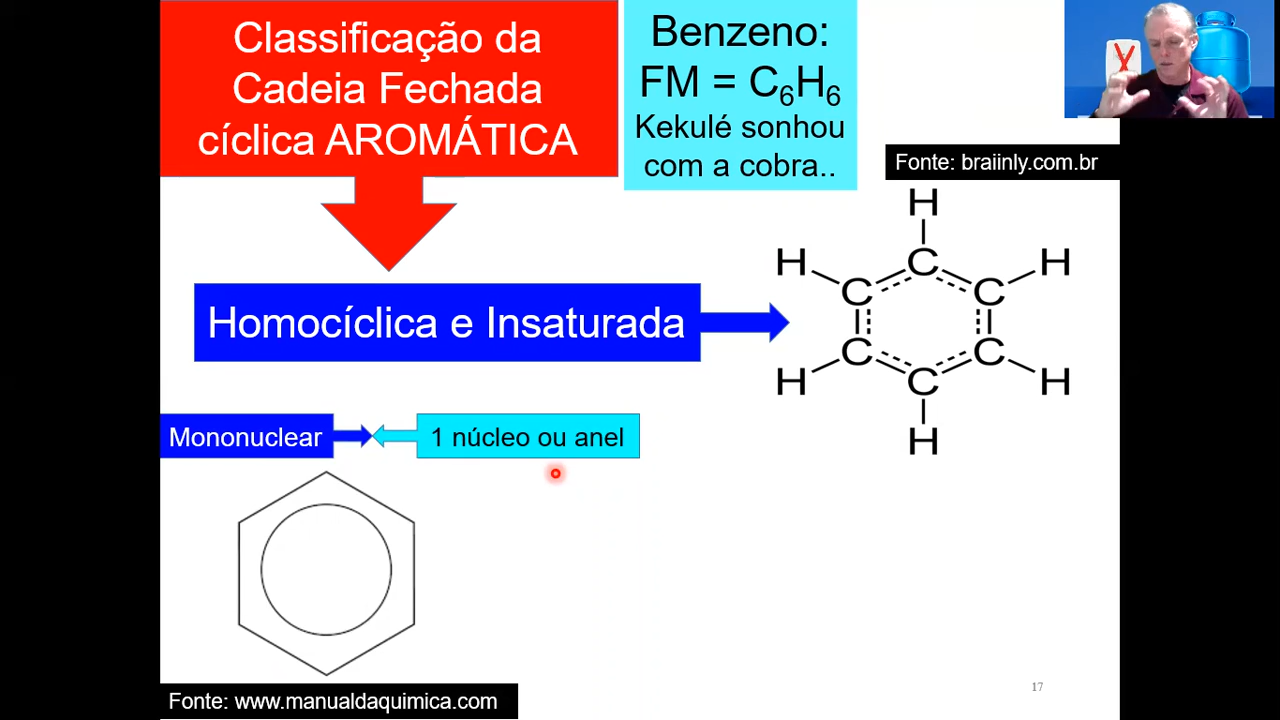 Classificação da
Cadeia Fechada
cíclica AROMÁTICA
Benzeno:
FM = C₆H₆
Kekulé sonhou
com a cobra..
Y
Fonte: braiinly.com.br
Homocíclica e Insaturada
H
H C H
C C
C C
H C H
H
Mononuclear
1 núcleo ou anel
Fonte: www.manualdaquimica.com
17